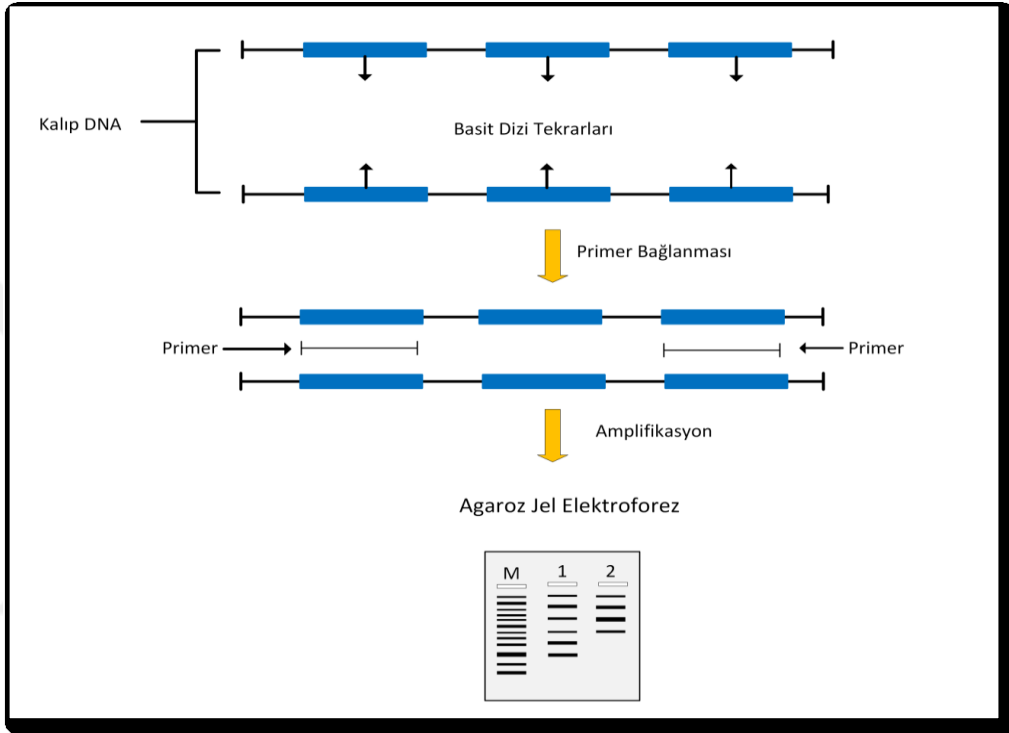 Kalıp DNA
Basit Dizi Tekrarları
Primer Bağlanması
Primer
Primer
Amplifikasyon
Agaroz Jel Elektroforez
M 1 2